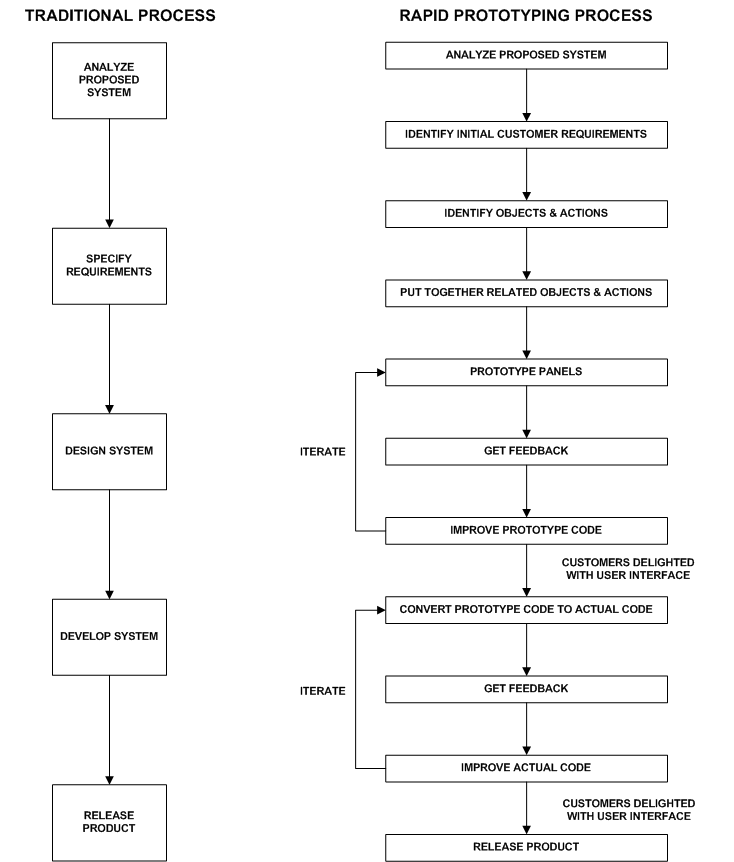 TRADITIONAL PROCESS
ANALYZE
PROPOSED
SYSTEM
SPECIFY
REQUIREMENTS
DESIGN SYSTEM
DEVELOP SYSTEM
RELEASE
PRODUCT
RAPID PROTOTYPING PROCESS
ANALYZE PROPOSED SYSTEM
IDENTIFY INITIAL CUSTOMER REQUIREMENTS
IDENTIFY OBJECTS & ACTIONS
PUT TOGETHER RELATED OBJECTS & ACTIONS
PROTOTYPE PANELS
ITERATE
GET FEEDBACK
IMPROVE PROTOTYPE CODE
CUSTOMERS DELIGHTED
WITH USER INTERFACE
CONVERT PROTOTYPE CODE TO ACTUAL CODE
ITERATE
GET FEEDBACK
IMPROVE ACTUAL CODE
CUSTOMERS DELIGHTED
WITH USER INTERFACE
RELEASE PRODUCT